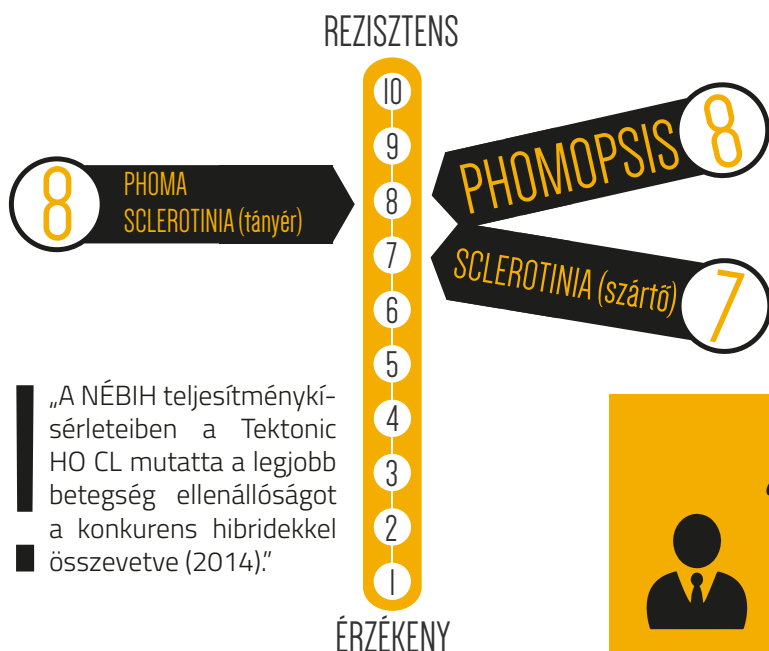 REZISZTENS
10
9
8
7
6
5
4
3
2
1
ÉRZÉKENY
8
PHOMA
SCLEROTINIA (tányér)
PHOMOPSIS 8
SCLEROTINIA (szártő) 7
„A NÉBIH teljesítményki-
sérleteiben a Tektonic
HO CL mutatta a legjobb
betegség ellenállóságot
a konkurens hibridekkel
összevetve (2014).”